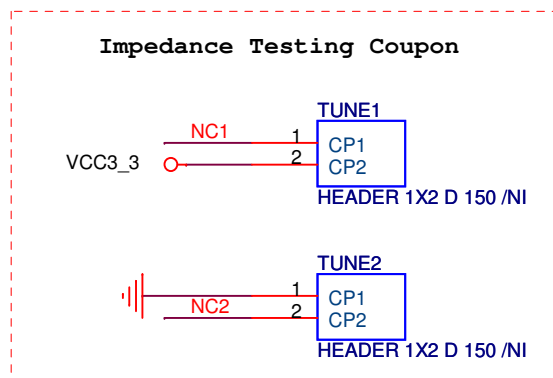 Impedance Testing Coupon
TUNE1
NC1 1 CP1
VCC3_3 2 CP2
HEADER 1X2 D 150 /NI
TUNE2
1 CP1
NC2 2 CP2
HEADER 1X2 D 150 /NI